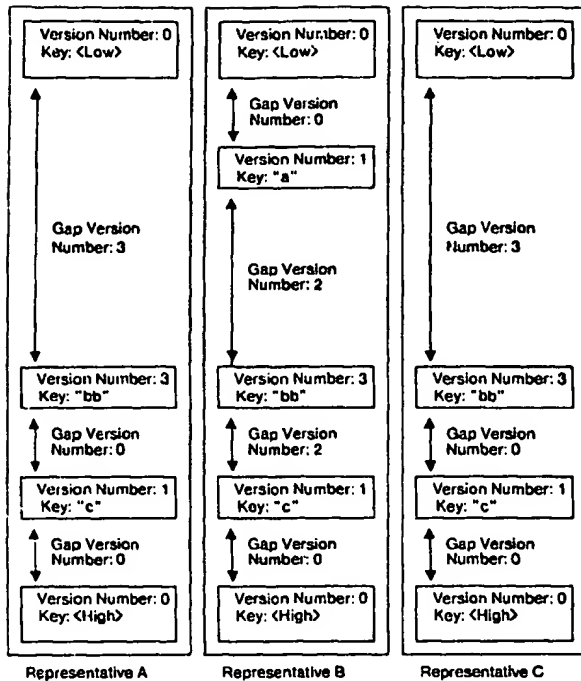 Version Number: 0
Key: <Low>
Gap Version
Number: 3
Version Number: 3
Key: "bb"
Gap Version
Number: 0
Version Number: 1
Key: "c"
Gap Version
Number: 0
Version Number: 0
Key: <High>
Representative A
Version Number: 0
Key: <Low>
Gap Version
Number: 0
Version Number: 1
Key: "a"
Gap Version
Number: 2
Version Number: 3
Key: "bb"
Gap Version
Number: 2
Version Number: 1
Key: "c"
Gap Version
Number: 0
Version Number: 0
Key: <High>
Representative B
Version Number: 0
Key: <Low>
Gap Version
Number: 3
Version Number: 3
Key: "bb"
Gap Version
Number: 0
Version Number: 1
Key: "c"
Gap Version
Number: 0
Version Number: 0
Key: <High>
Representative C